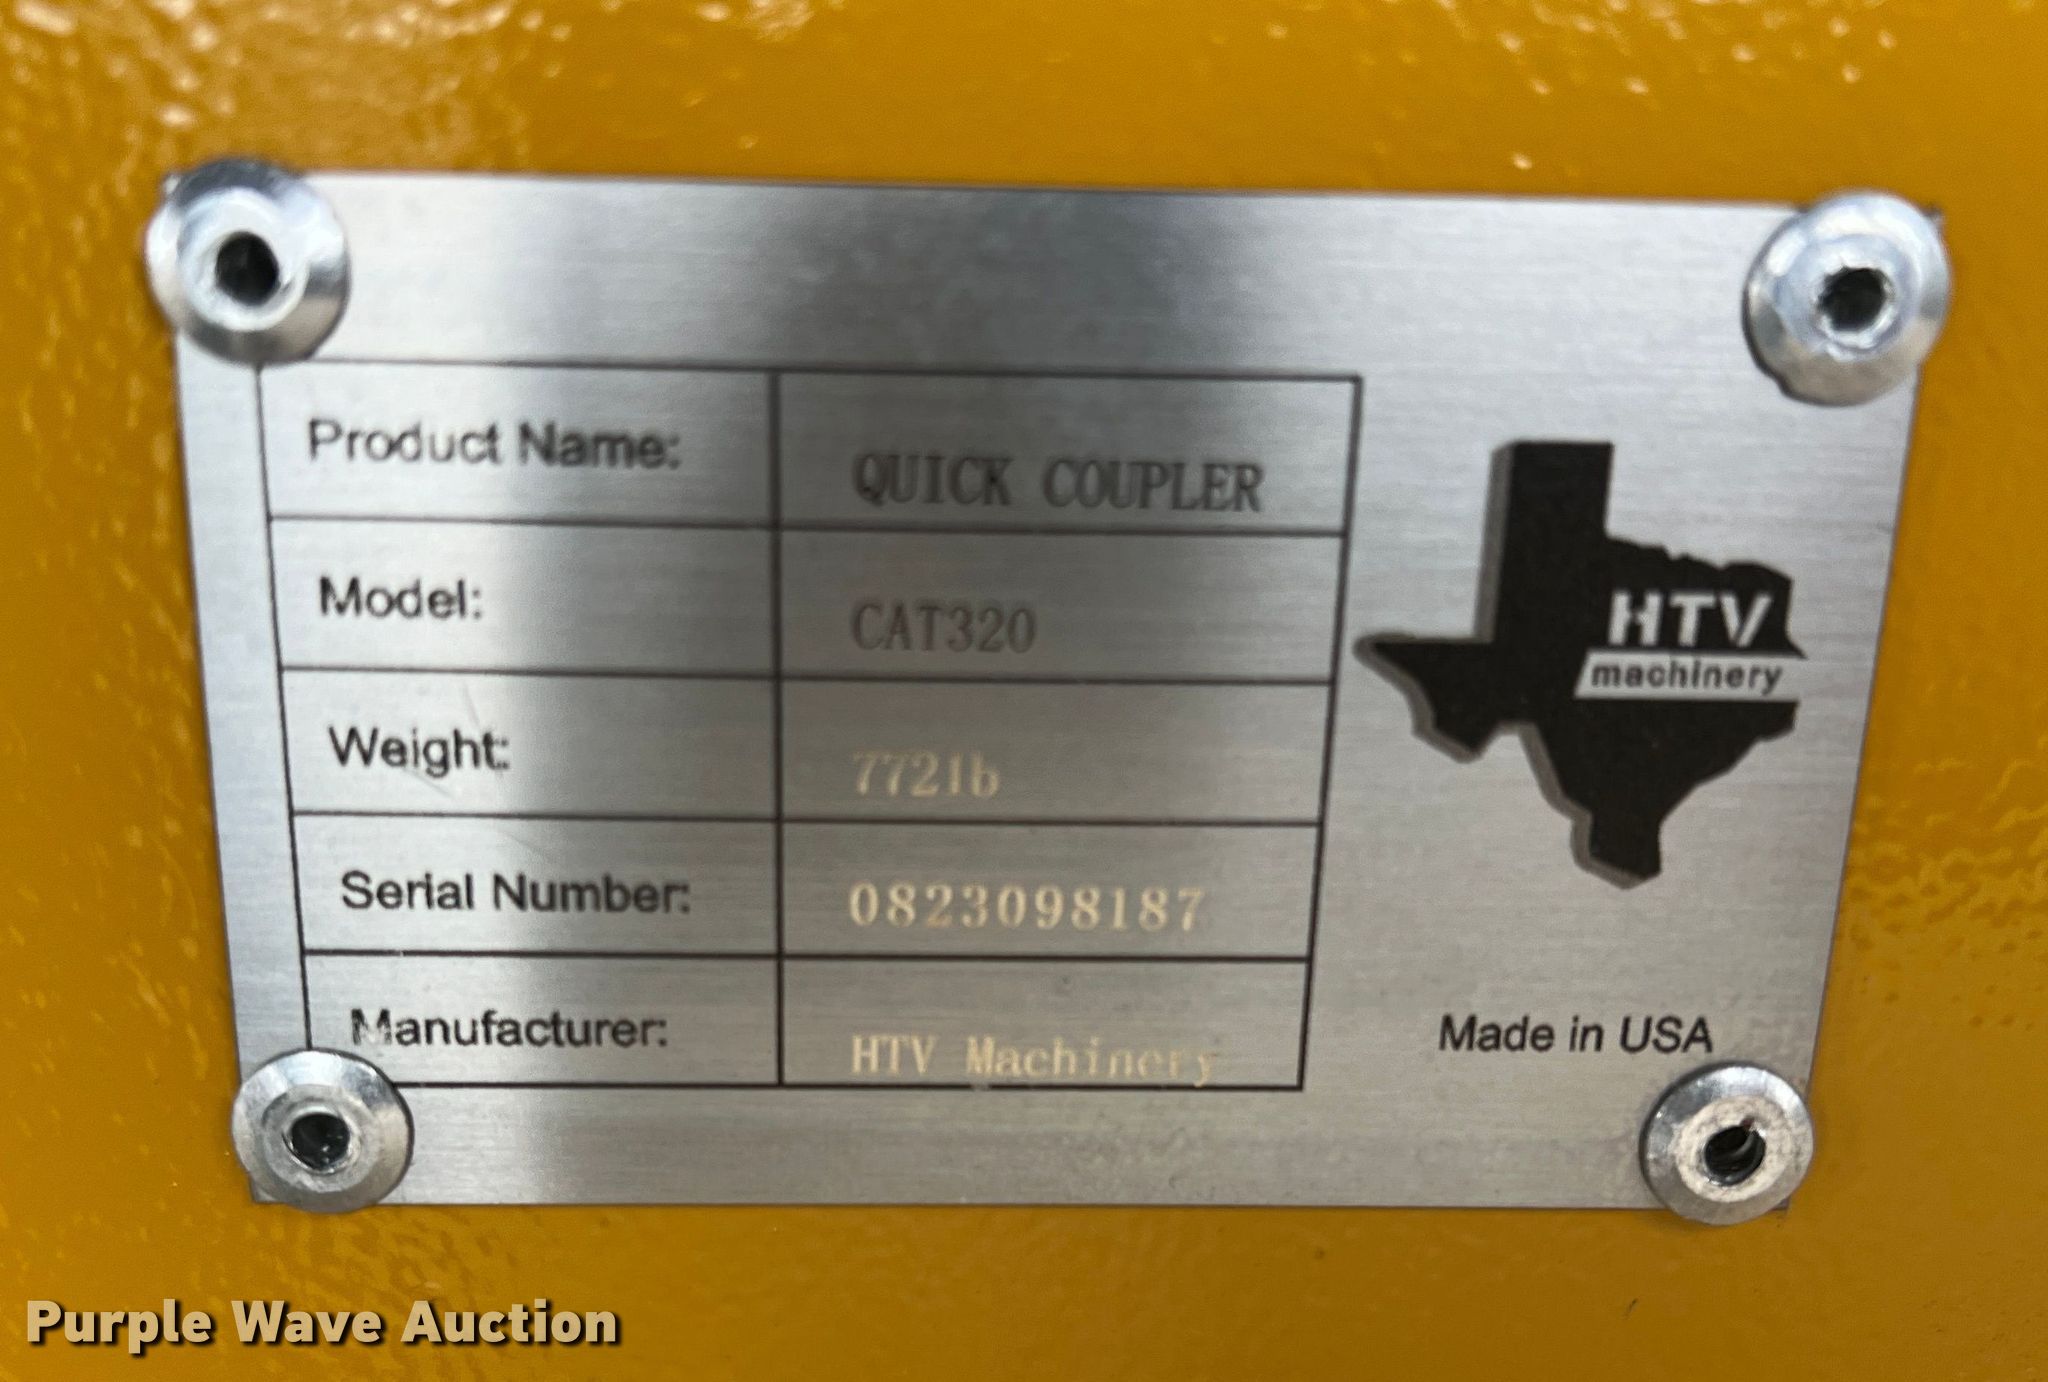 Product Name: QUICK COUPLER
Model: CAT320
Weight: 772lb
Serial Number: 0823098187
Manufacturer: HTV Machinery
HTV
machinery
Made in USA
Purple Wave Auction